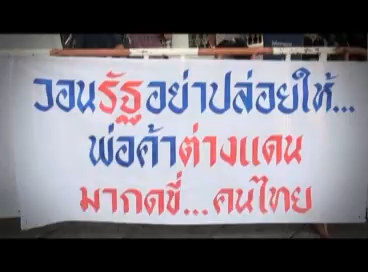 วอนรัฐอย่าปล่อยให้...
พ่อค้าต่างแดน
มากดขี่...คนไทย